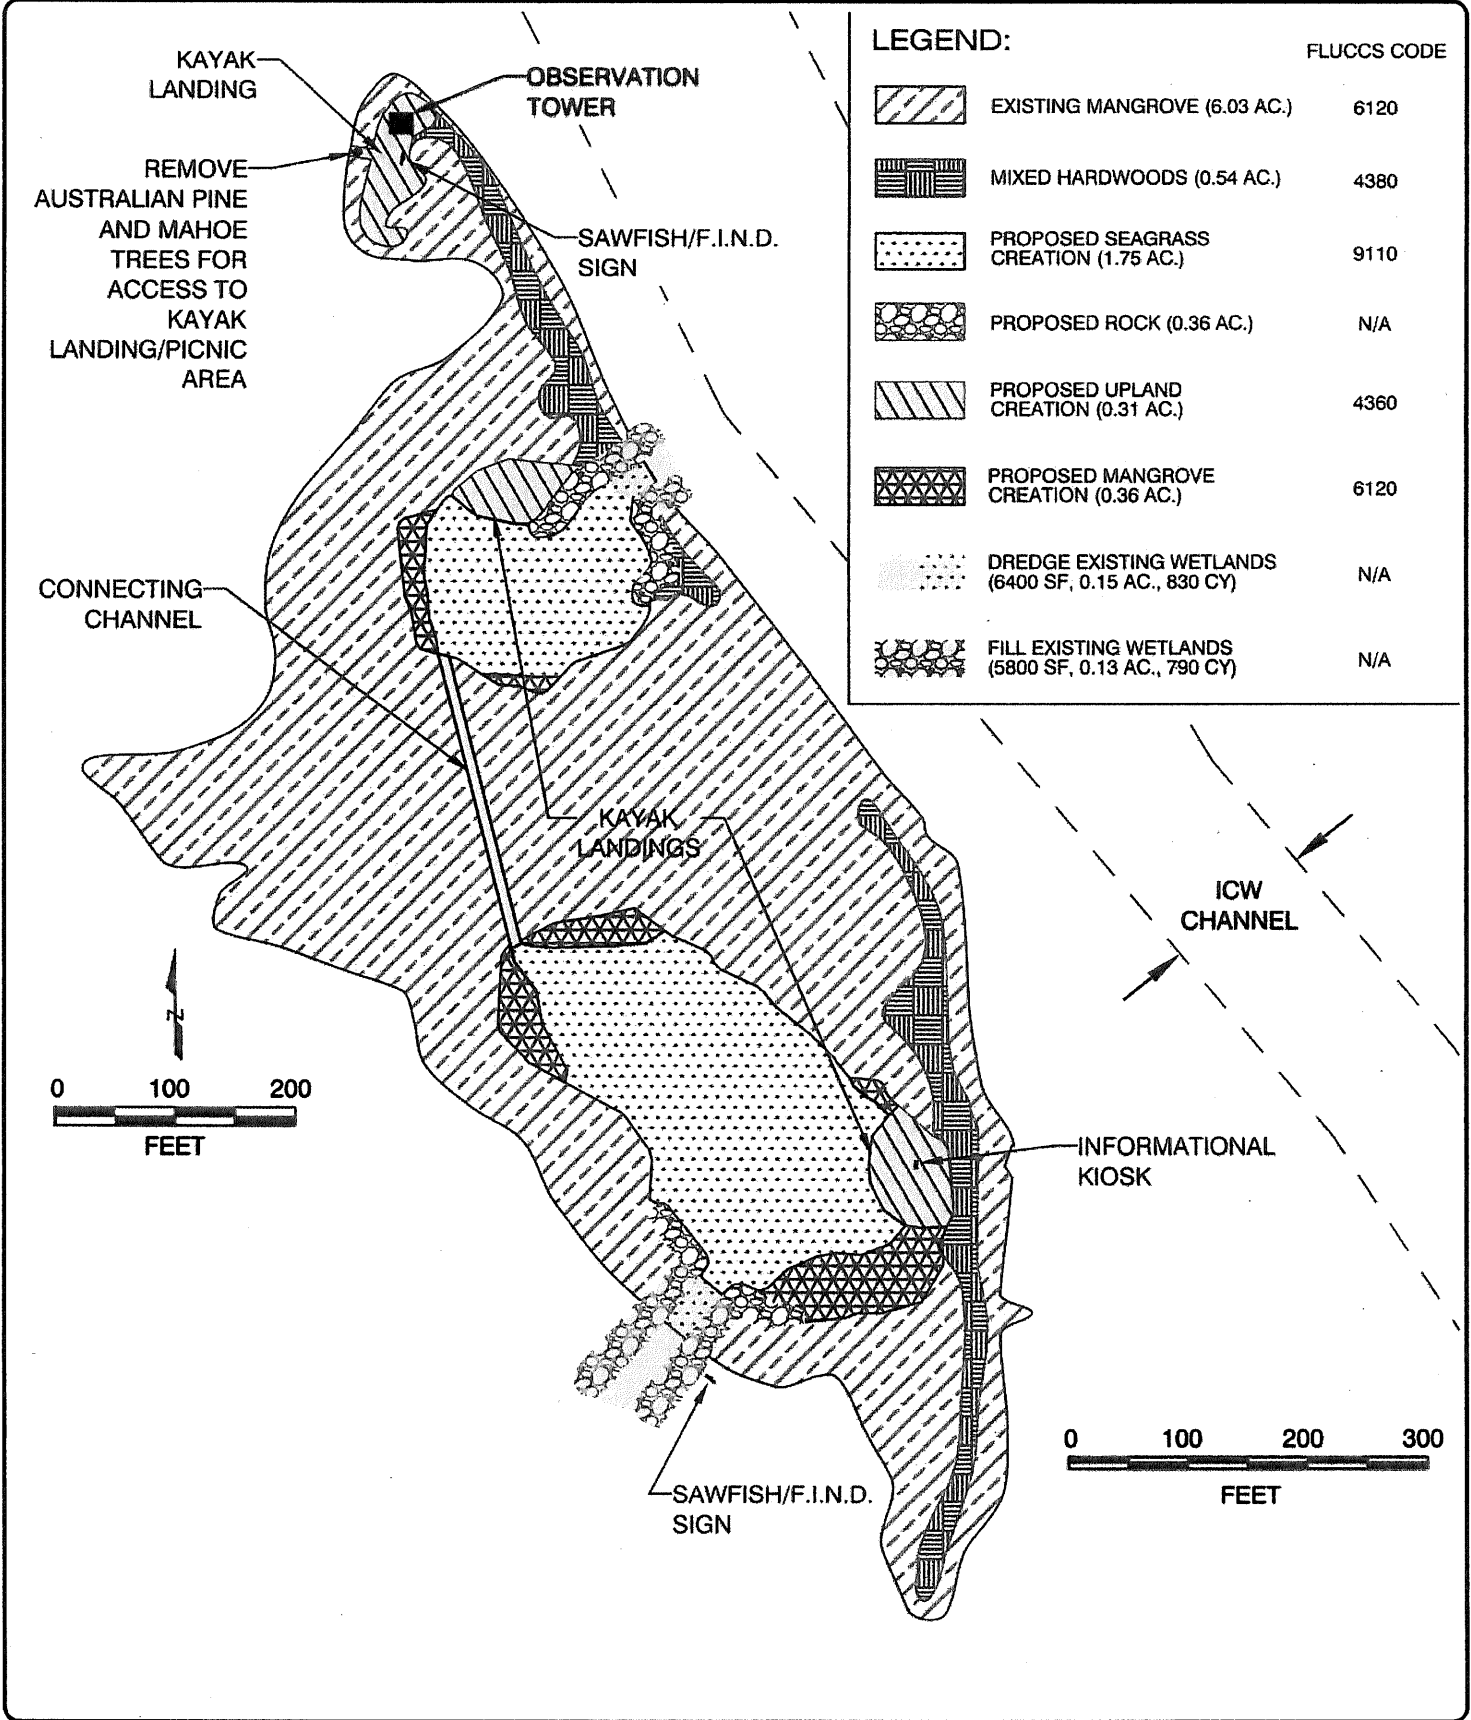 KAYAK
LANDING
OBSERVATION
TOWER
REMOVE
AUSTRALIAN PINE
AND MAHOE
TREES FOR
ACCESS TO
KAYAK
LANDING/PICNIC
AREA
SAWFISH/F.I.N.D.
SIGN
LEGEND:
FLUCCS CODE
EXISTING MANGROVE (6.03 AC.) 6120
MIXED HARDWOODS (0.54 AC.) 4380
PROPOSED SEAGRASS
CREATION (1.75 AC.) 9110
PROPOSED ROCK (0.36 AC.) N/A
PROPOSED UPLAND
CREATION (0.31 AC.) 4360
PROPOSED MANGROVE
CREATION (0.36 AC.) 6120
DREDGE EXISTING WETLANDS
(6400 SF, 0.15 AC., 830 CY) N/A
FILL EXISTING WETLANDS
(5800 SF, 0.13 AC., 790 CY) N/A
CONNECTING
CHANNEL
KAYAK
LANDINGS
ICW
CHANNEL
N
0 100 200
FEET
INFORMATIONAL
KIOSK
SAWFISH/F.I.N.D.
SIGN
0 100 200 300
FEET